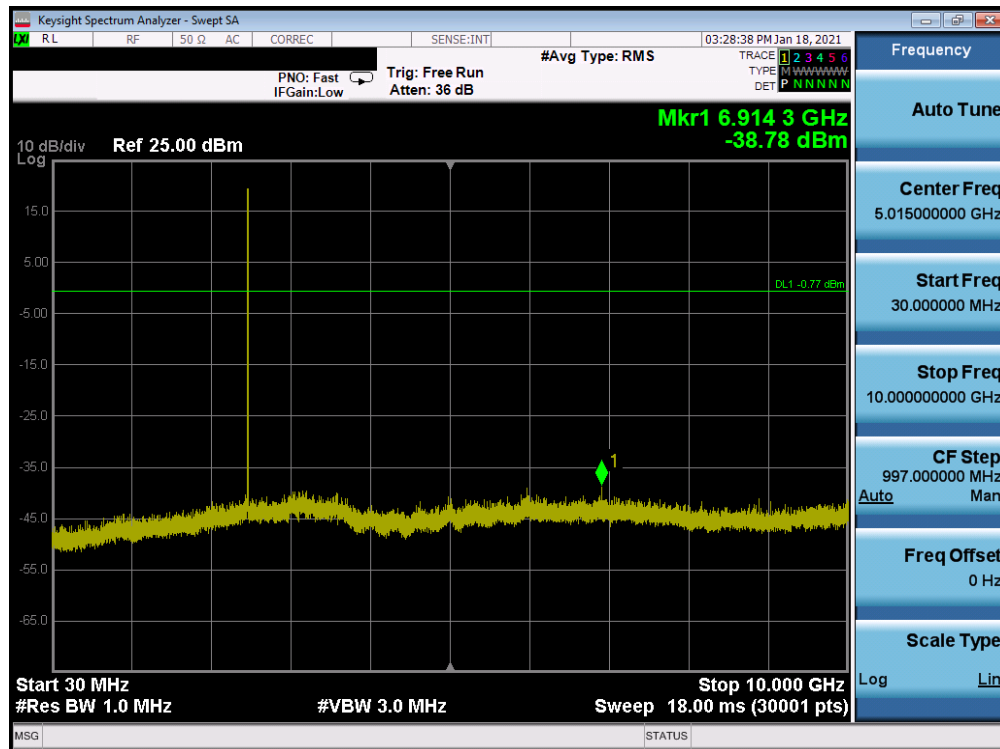 Keysight Spectrum Analyzer - Swept SA
LXI RL RF 50 Ω AC CORREC SENSE:INT 03:28:38 PM Jan 18, 2021
PNO: Fast
IFGain:Low
Trig: Free Run
Atten: 36 dB
#Avg Type: RMS
TRACE 1 2 3 4 5 6
TYPE M W W W W W
DET P N N N N N
Mkr1 6.914 3 GHz
-38.78 dBm
10 dB/div
Log
Ref 25.00 dBm
15.0
5.00
DL1 -0.77 dBm
-5.00
-15.0
-25.0
-35.0
1
-45.0
-55.0
-65.0
Start 30 MHz
Stop 10.000 GHz
#Res BW 1.0 MHz
#VBW 3.0 MHz
Sweep 18.00 ms (30001 pts)
MSG
STATUS
Frequency
Auto Tune
Center Freq
5.015000000 GHz
Start Freq
30.000000 MHz
Stop Freq
10.000000000 GHz
CF Step
997.000000 MHz
Auto Man
Freq Offset
0 Hz
Scale Type
Log Lin